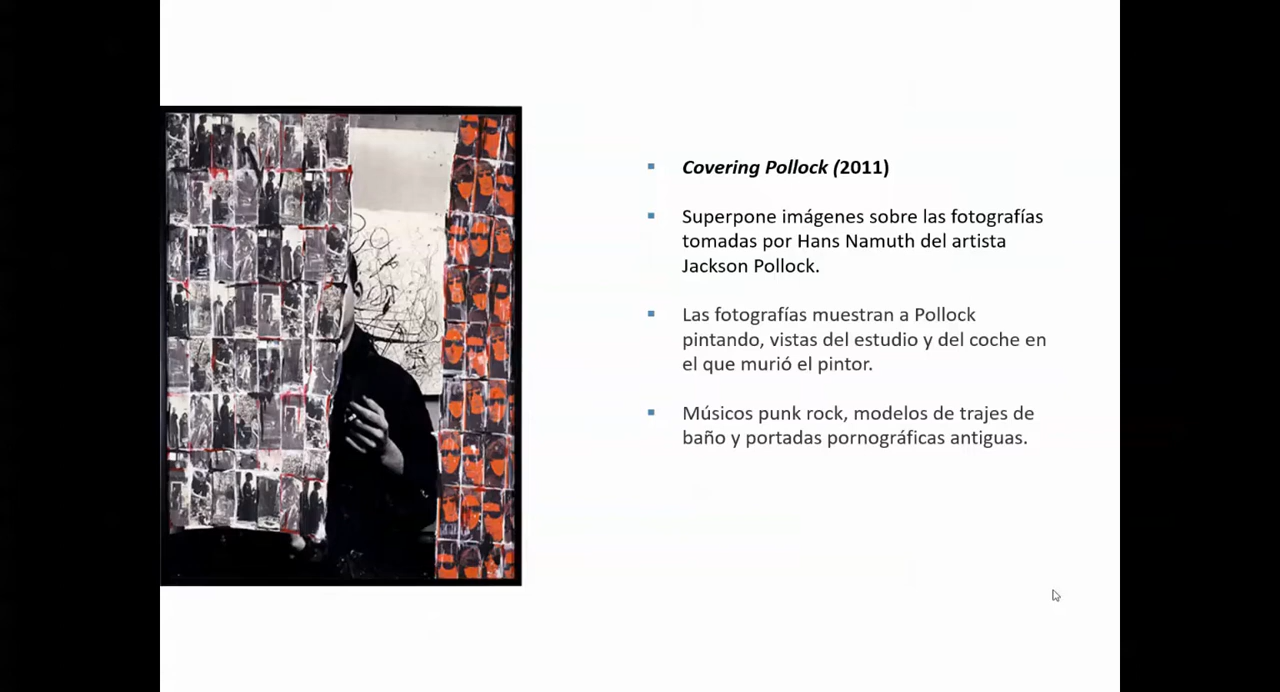 Covering Pollock (2011)
Superpone imágenes sobre las fotografías
tomadas por Hans Namuth del artista
Jackson Pollock.
Las fotografías muestran a Pollock
pintando, vistas del estudio y del coche en
el que murió el pintor.
Músicos punk rock, modelos de trajes de
baño y portadas pornográficas antiguas.